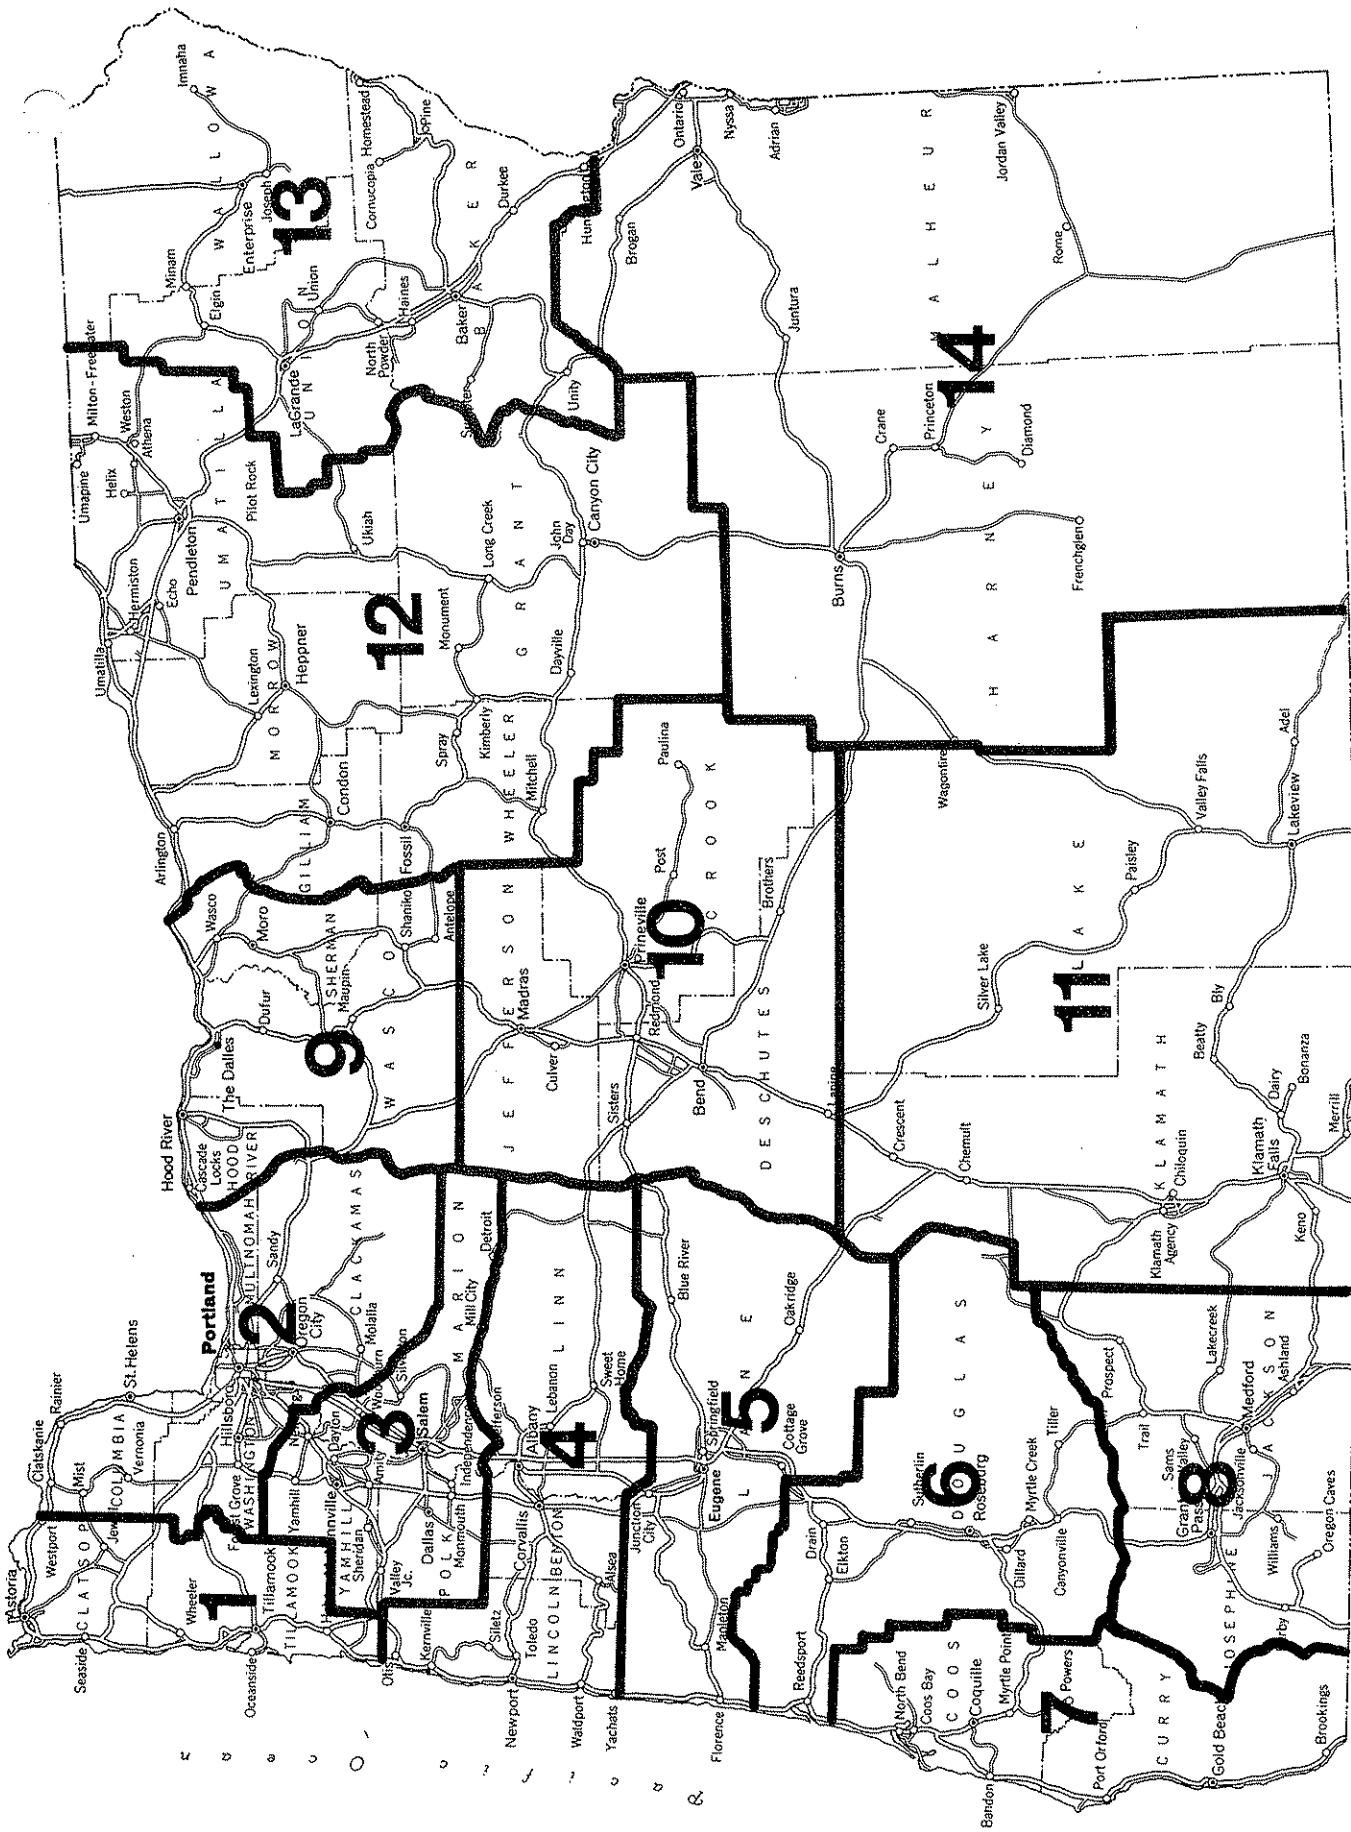 Astoria
Seaside
Westport
Clatskanie
Rainier
Mist
St. Helens
Vernonia
CLATSOP
COLUMBIA
Wheeler
Tillamook
Oceanside
TILLAMOOK
1
WASHINGTON
Hillsboro
Portland
MULTNOMAH
2
Oregon City
Sandy
Molalla
CLACKAMAS
Yamhill
Dayton
Amity
Sheridan
YAMHILL
Valley Jc.
Otis
Kernville
Dallas
Monmouth
Independence
POLK
3
Salem
Silverton
MARION
Mill City
Detroit
Jefferson
Siletz
Newport
Toledo
Waldport
Yachats
LINCOLN
BENTON
Corvallis
Alsea
Albany
Lebanon
Sweet Home
LINN
4
Junction City
Eugene
Springfield
Blue River
Florence
Mapleton
LANE
5
Cottage Grove
Oakridge
Reedsport
Drain
Elkton
Sutherlin
DOUGLAS
6
Roseburg
Dillard
Myrtle Creek
Canyonville
Tiller
North Bend
Coos Bay
Coquille
Myrtle Point
Bandon
Powers
Port Orford
COOS
7
CURRY
Gold Beach
Brookings
JOSEPHINE
Grants Pass
Williams
Oregon Caves
8
Jacksonville
Sams Valley
Medford
Ashland
JACKSON
Trail
Prospect
Lakecreek
Cascade Locks
Hood River
HOOD RIVER
The Dalles
Dufur
Wasco
Moro
SHERMAN
Maupin
9
WASCO
Shaniko
Antelope
JEFFERSON
Madras
Culver
Sisters
Redmond
Prineville
10
Bend
DESCHUTES
Post
Paulina
CROOK
Brothers
Lapine
Crescent
Chemult
KLAMATH
Klamath Agency
Chiloquin
Klamath Falls
Keno
Merrill
Dairy
Bonanza
Beatty
Bly
11
Silver Lake
LAKE
Paisley
Valley Falls
Lakeview
Adel
Wagontire
Arlington
GILLIAM
Condon
Fossil
MORROW
Lexington
Heppner
Umatilla
Hermiston
Echo
Umapine
Milton-Freewater
Weston
Athena
Helix
Pendleton
UMATILLA
Pilot Rock
Ukiah
12
WHEELER
Spray
Kimberly
Mitchell
Monument
Long Creek
Dayville
John Day
Canyon City
GRANT
Minam
Elgin
Enterprise
Joseph
Imnaha
WALLOWA
13
LaGrande
UNION
Union
North Powder
Haines
Cornucopia
Homestead
Pine
Baker
BAKER
Durkee
Sumpter
Unity
Huntington
Brogan
Ontario
Vale
Nyssa
Adrian
Juntura
MALHEUR
Jordan Valley
Rome
14
Burns
Crane
Princeton
Diamond
Frenchglen
HARNEY
Pacific Ocean